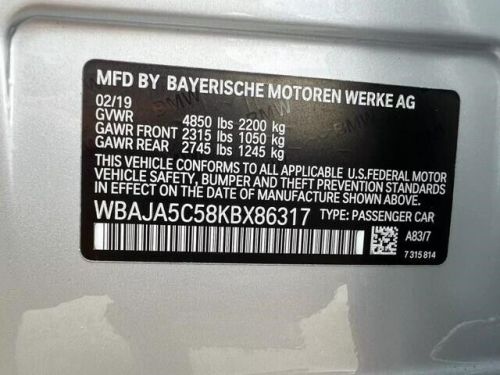 MFD BY BAYERISCHE MOTOREN WERKE AG
02/19
GVWR 4850 lbs 2200 kg
GAWR FRONT 2315 lbs 1050 kg
GAWR REAR 2745 lbs 1245 kg
THIS VEHICLE CONFORMS TO ALL APPLICABLE U.S.FEDERAL MOTOR
VEHICLE SAFETY, BUMPER AND THEFT PREVENTION STANDARDS IN
EFFECT ON THE DATE OF MANUFACTURE SHOWN ABOVE.
WBAJA5C58KBX86317 TYPE: PASSENGER CAR
A83/7
7 315 814